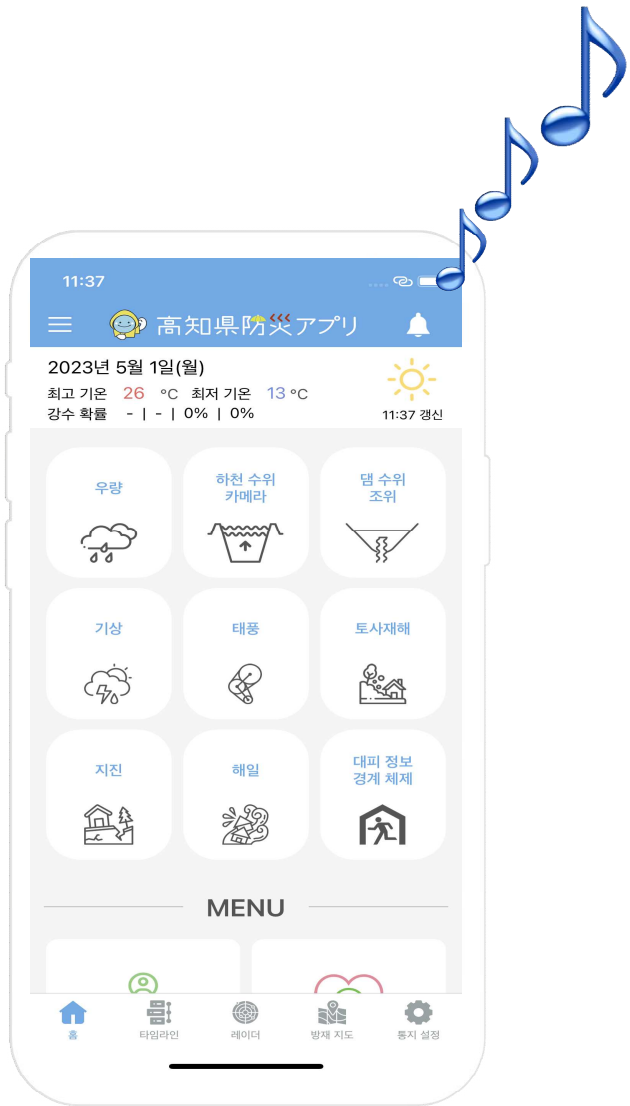 11:37
高知県防災アプリ
2023년 5월 1일(월)
최고 기온 26 °C 최저 기온 13 °C
강수 확률 - | - | 0% | 0%
11:37 갱신
우량
하천 수위
카메라
댐 수위
조위
기상
태풍
토사재해
지진
해일
대피 정보
경계 체제
MENU
홈
타임라인
레이더
방재 지도
통지 설정